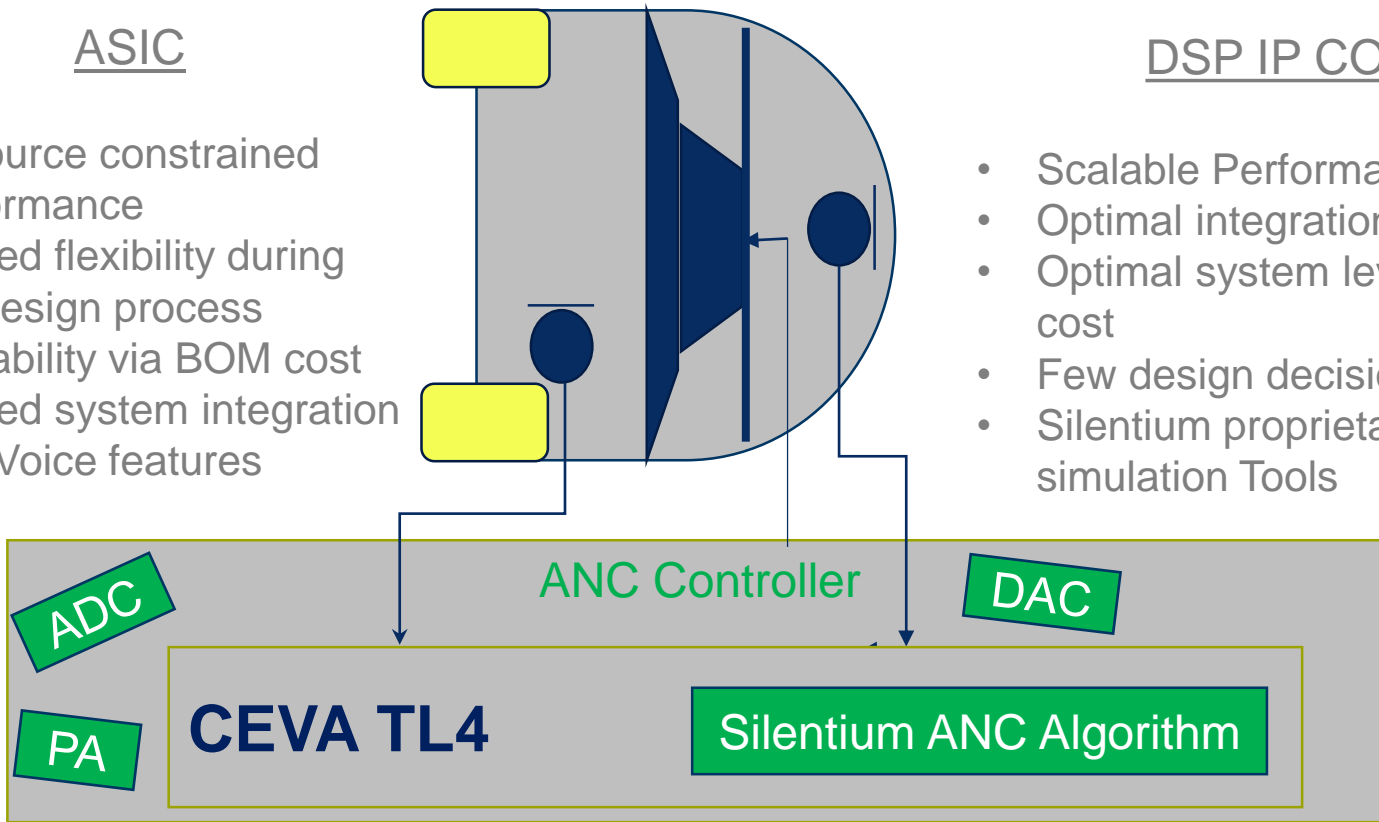 ASIC
ource constrained
ormance
ed flexibility during
esign process
ability via BOM cost
ed system integration
Voice features
DSP IP CO
• Scalable Performa
• Optimal integration
• Optimal system lev
cost
• Few design decisi
• Silentium proprieta
simulation Tools
ANC Controller
ADC
DAC
PA
CEVA TL4
Silentium ANC Algorithm